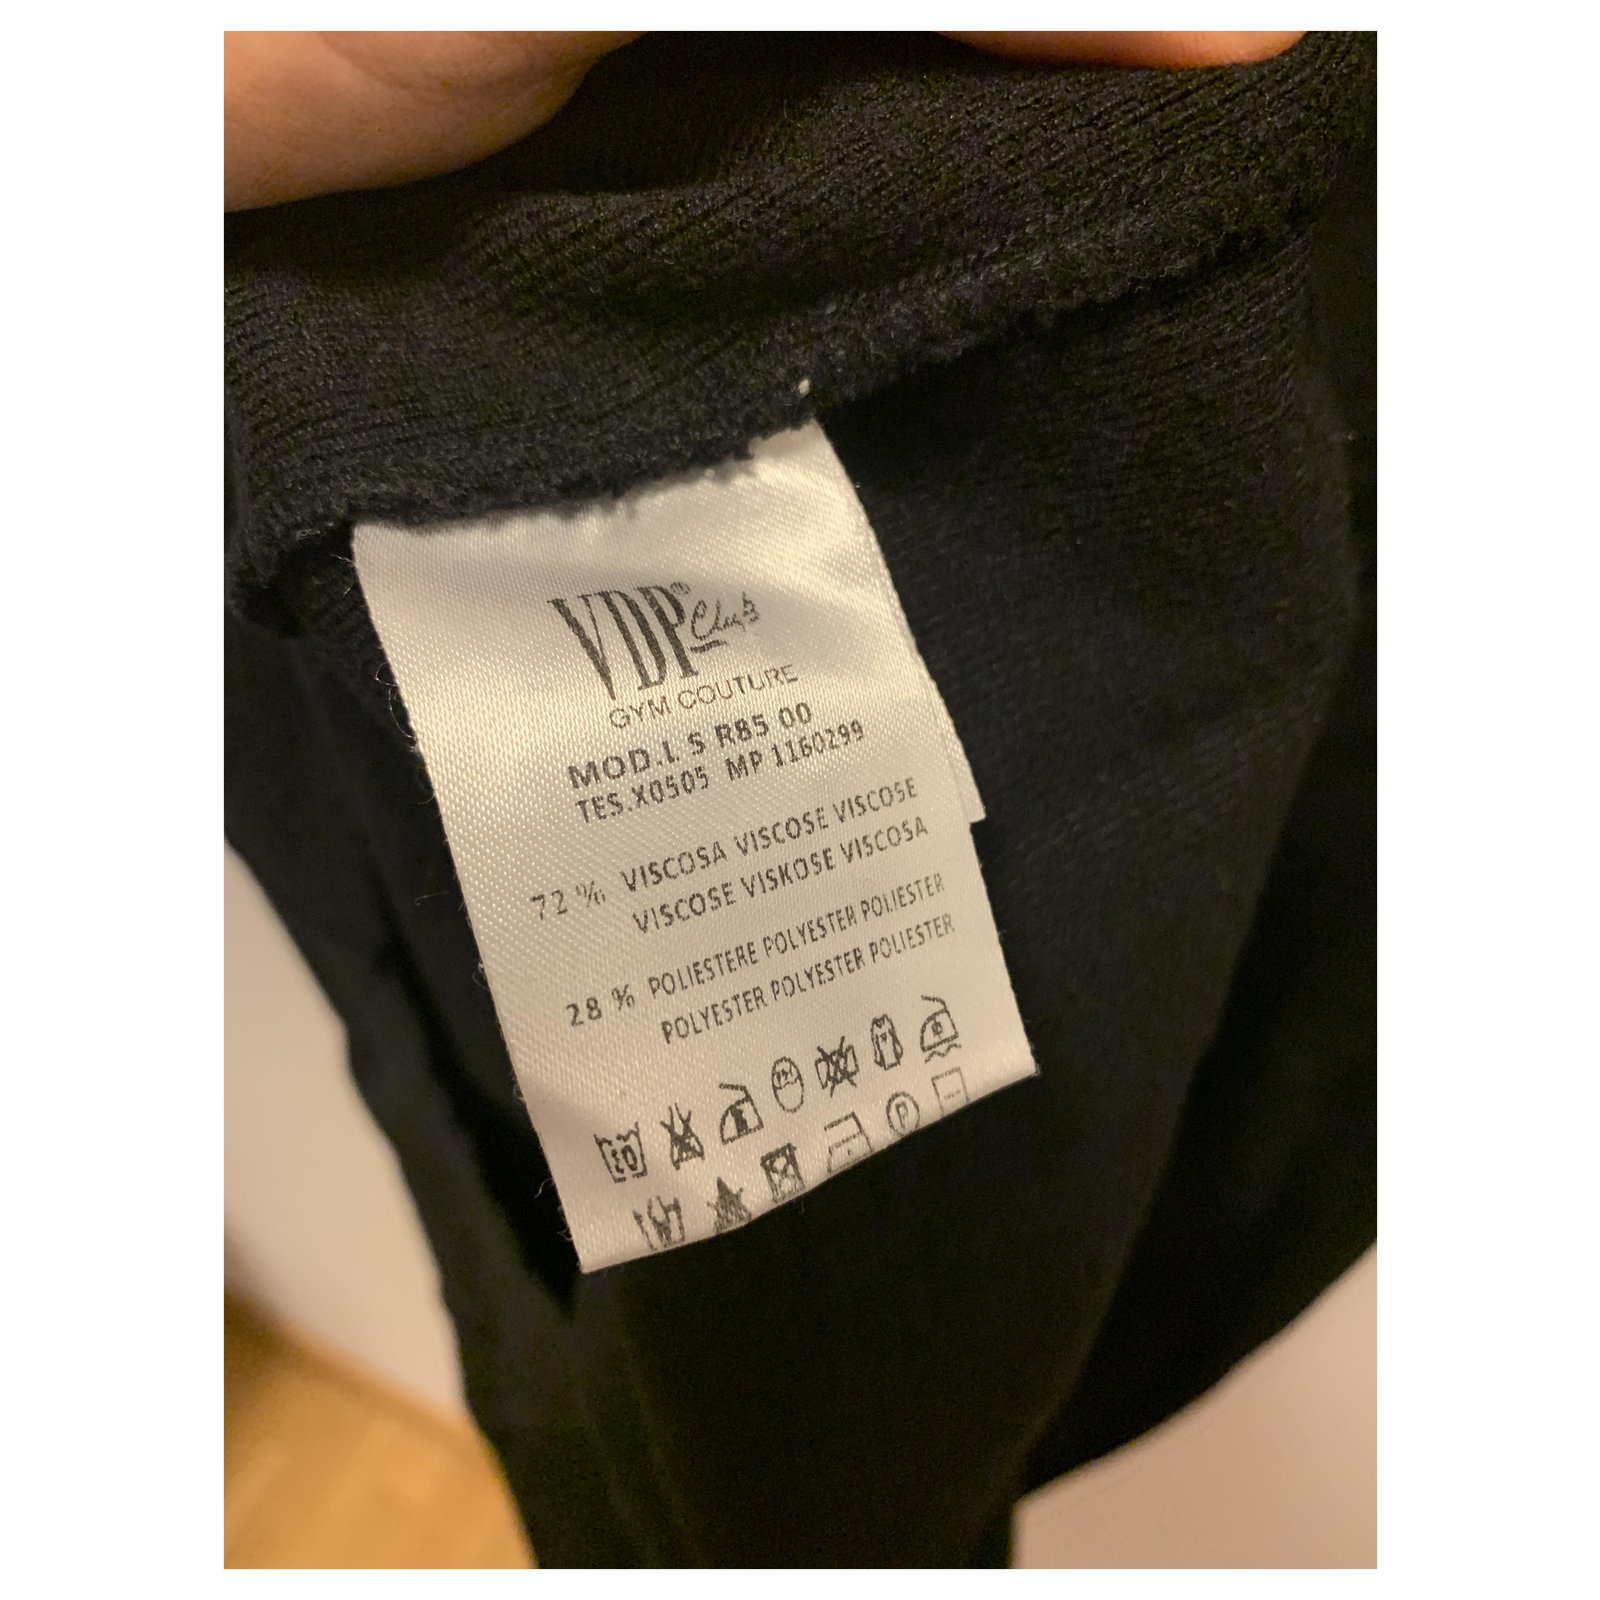 VDP® Club
GYM COUTURE
MOD.L S R85 00
TES.X0505 MP 1160299
72 % VISCOSA VISCOSE VISCOSE
VISCOSE VISKOSE VISCOSA
28 % POLIESTERE POLYESTER POLIESTER
POLYESTER POLYESTER POLIESTER
30
P